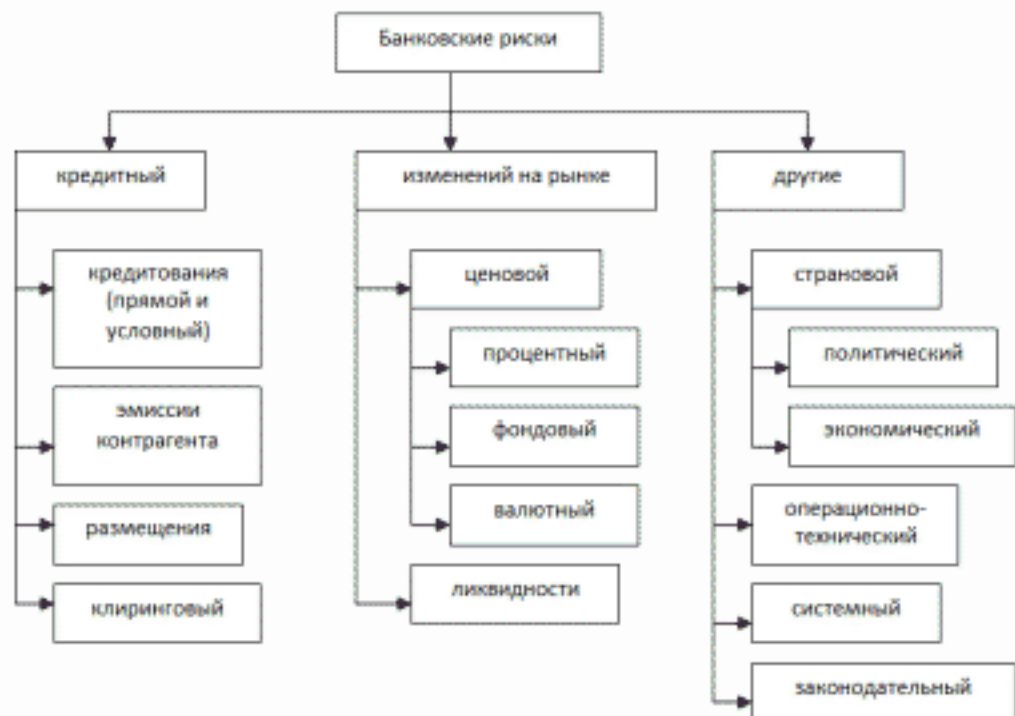 Банковские риски
кредитный
кредитования
(прямой и
условный)
эмиссии
контрагента
размещения
клиринговый
изменений на рынке
ценовой
процентный
фондовый
валютный
ликвидности
другие
страновой
политический
экономический
операционно-
технический
системный
законодательный